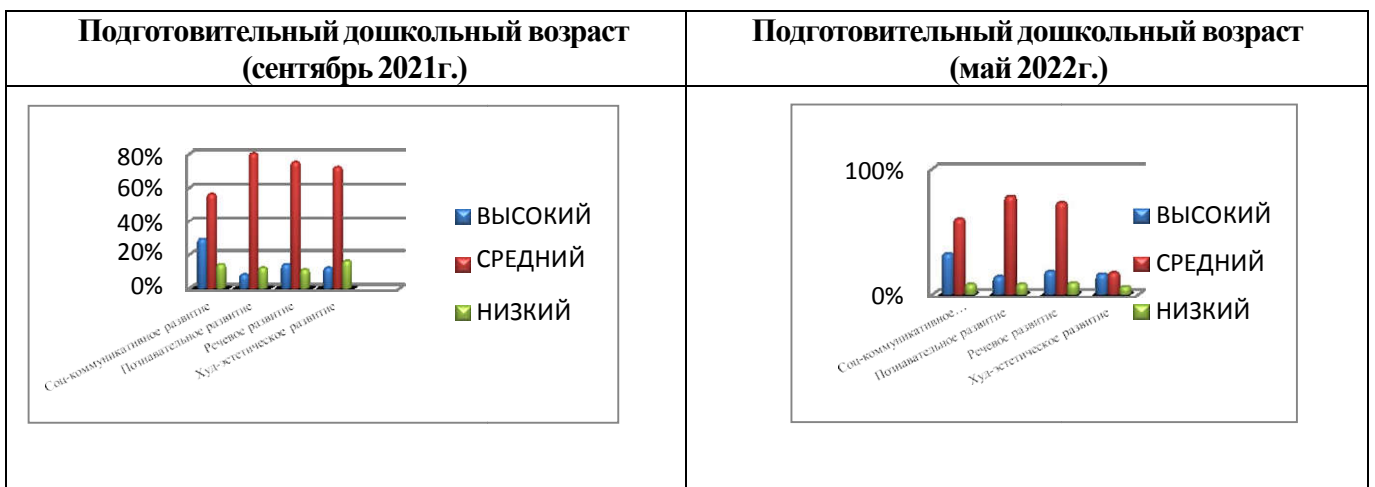 Подготовительный дошкольный возраст
(сентябрь 2021г.)
Подготовительный дошкольный возраст
(май 2022г.)
80%
60%
40%
20%
0%
ВЫСОКИЙ
СРЕДНИЙ
НИЗКИЙ
Соц-коммуникативное развитие
Познавательное развитие
Речевое развитие
Худ-эстетическое развитие
100%
0%
ВЫСОКИЙ
СРЕДНИЙ
НИЗКИЙ
Соц-коммуникативное…
Познавательное развитие
Речевое развитие
Худ-эстетическое развитие